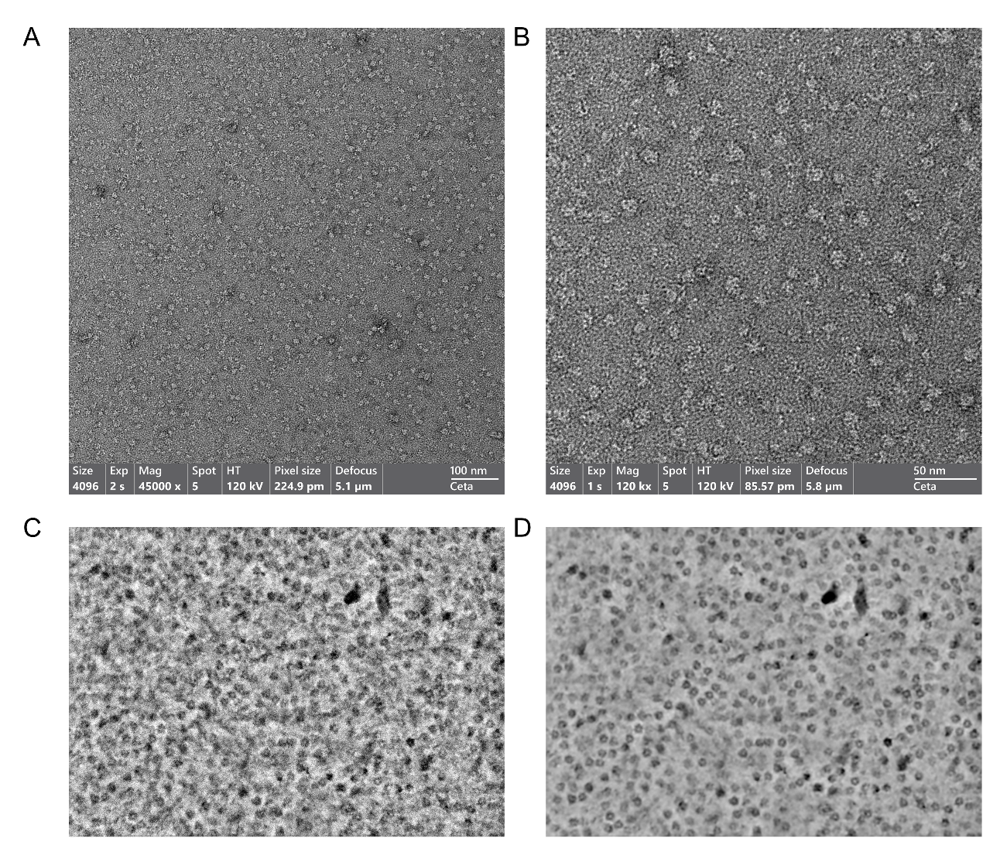 A
B
Size Exp Mag Spot HT Pixel size Defocus 100 nm
4096 2 s 45000 x 5 120 kV 224.9 pm 5.1 µm Ceta
Size Exp Mag Spot HT Pixel size Defocus 50 nm
4096 1 s 120 kx 5 120 kV 85.57 pm 5.8 µm Ceta
C
D